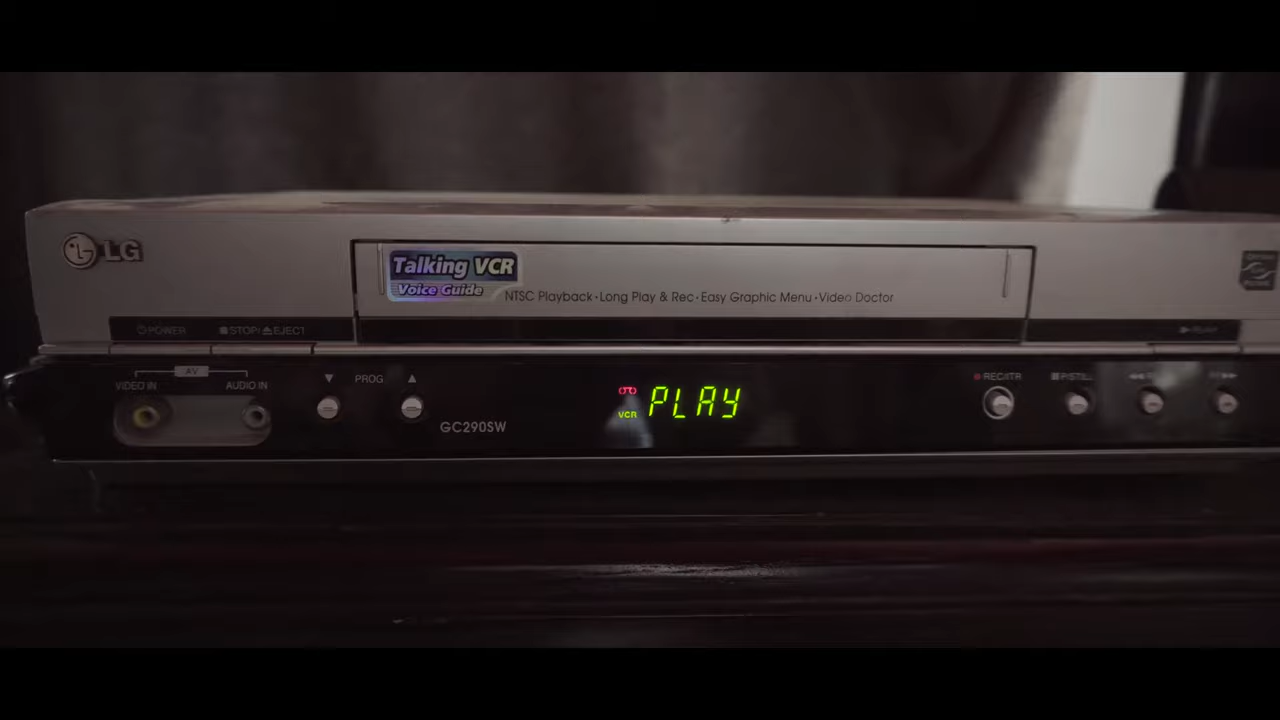 LG
Talking VCR
Voice Guide
NTSC Playback · Long Play & Rec · Easy Graphic Menu · Video Doctor
POWER
STOP/EJECT
VIDEO IN
AV
AUDIO IN
PROG
GC290SW
VCR
PLAY
REC/ITR